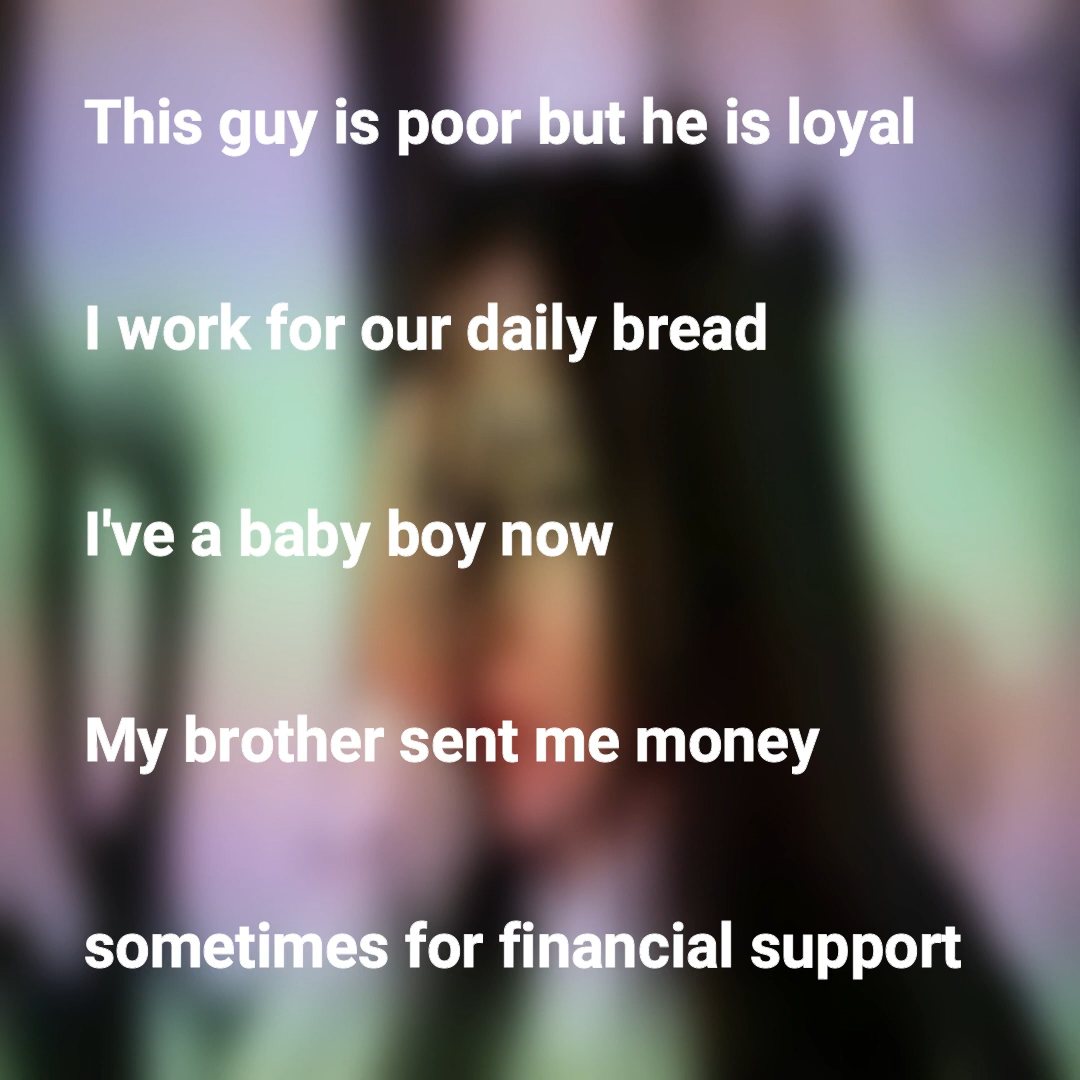 This guy is poor but he is loyal
I work for our daily bread
I've a baby boy now
My brother sent me money
sometimes for financial support